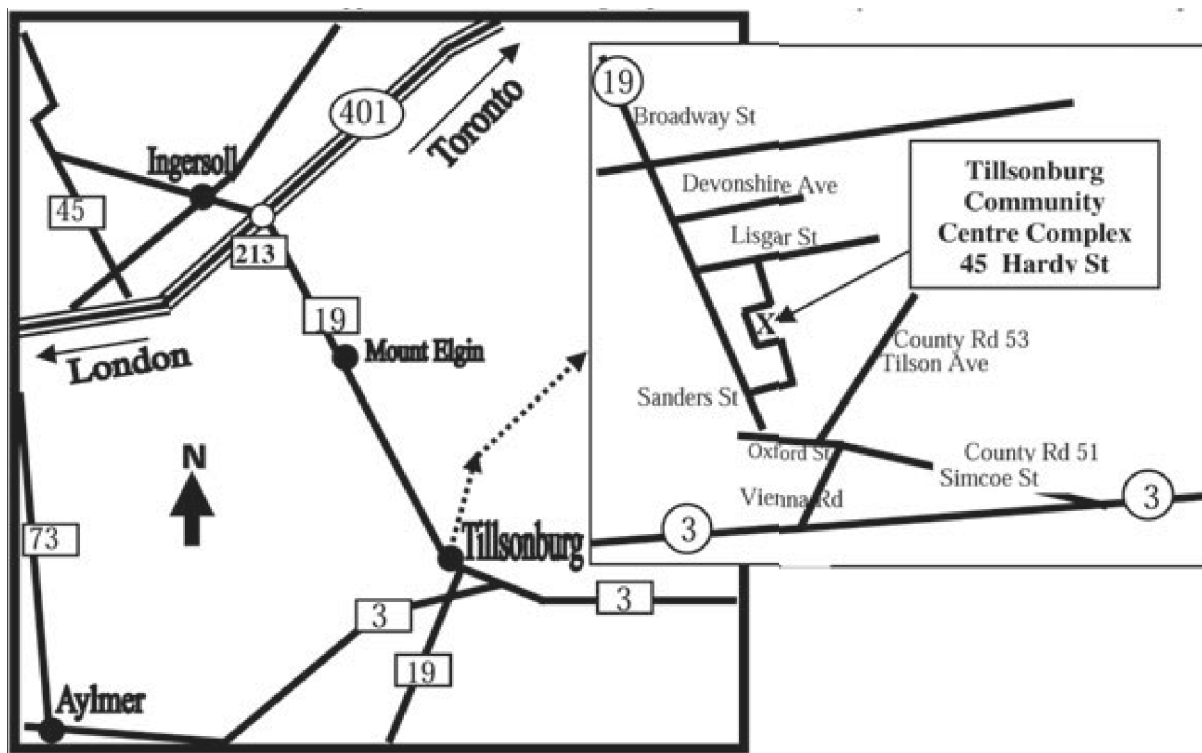 401
Toronto
Ingersoll
45
213
19
Mount Elgin
London
N
73
Tillsonburg
3
3
19
Aylmer
19
Broadway St
Devonshire Ave
Lisgar St
Tillsonburg
Community
Centre Complex
45 Hardy St
X
County Rd 53
Tilson Ave
Sanders St
Oxford St
County Rd 51
Simcoe St
Vienna Rd
3
3